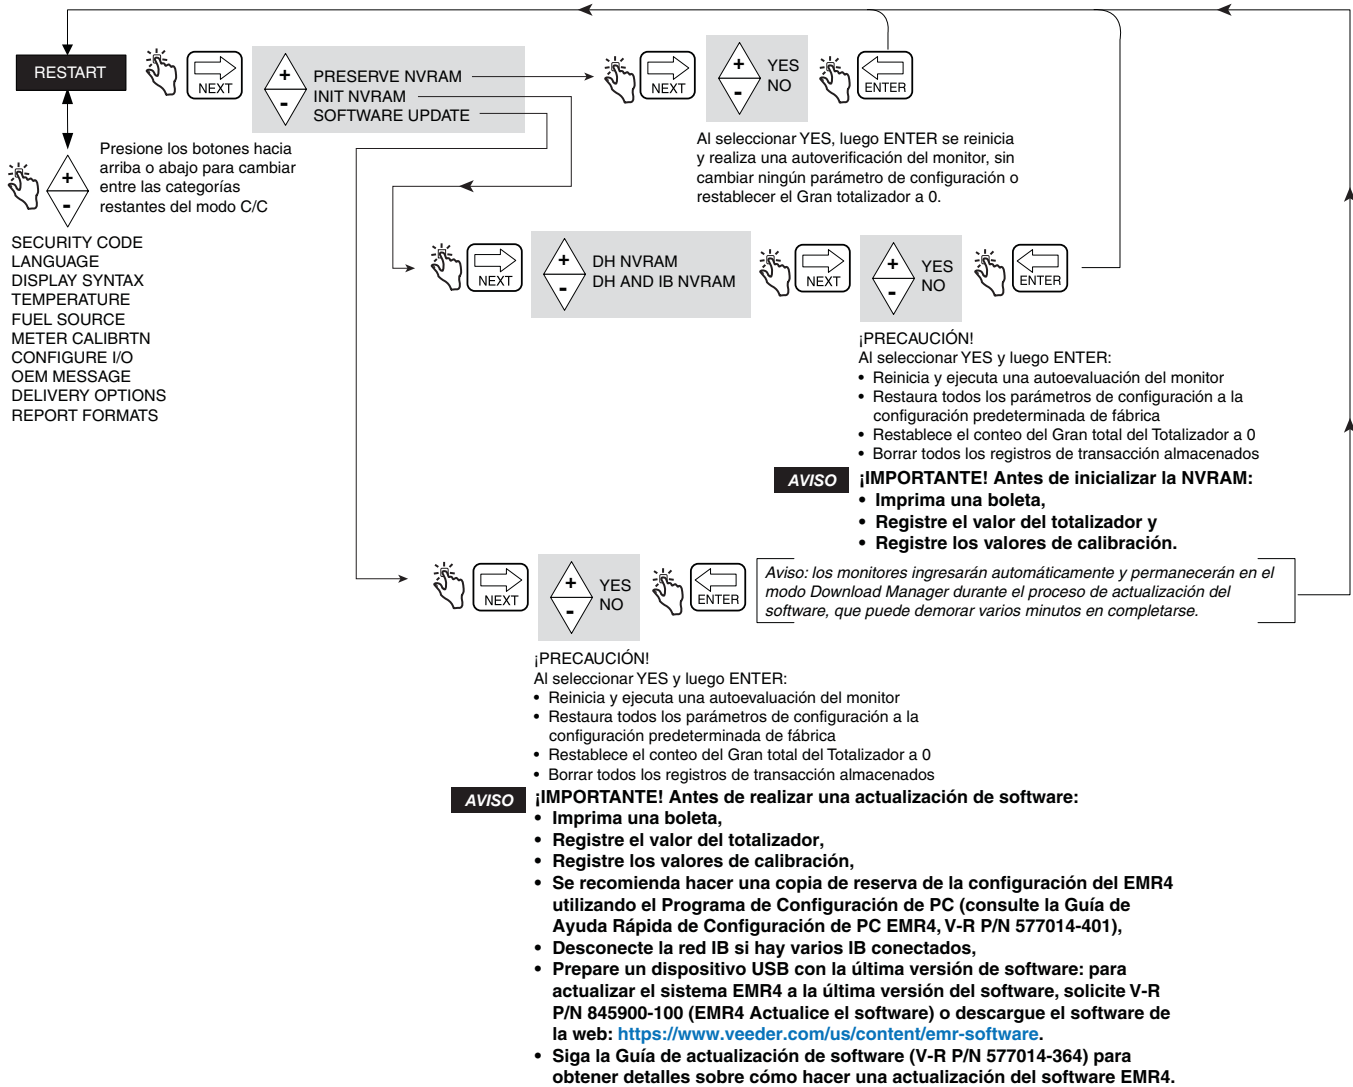 RESTART
NEXT
+
-
PRESERVE NVRAM
INIT NVRAM
SOFTWARE UPDATE
NEXT
+
-
YES
NO
ENTER
Al seleccionar YES, luego ENTER se reinicia
y realiza una autoverificación del monitor, sin
cambiar ningún parámetro de configuración o
restablecer el Gran totalizador a 0.
+
-
Presione los botones hacia
arriba o abajo para cambiar
entre las categorías
restantes del modo C/C
SECURITY CODE
LANGUAGE
DISPLAY SYNTAX
TEMPERATURE
FUEL SOURCE
METER CALIBRTN
CONFIGURE I/O
OEM MESSAGE
DELIVERY OPTIONS
REPORT FORMATS
NEXT
+
-
DH NVRAM
DH AND IB NVRAM
NEXT
+
-
YES
NO
ENTER
¡PRECAUCIÓN!
Al seleccionar YES y luego ENTER:
• Reinicia y ejecuta una autoevaluación del monitor
• Restaura todos los parámetros de configuración a la
configuración predeterminada de fábrica
• Restablece el conteo del Gran total del Totalizador a 0
• Borrar todos los registros de transacción almacenados
AVISO ¡IMPORTANTE! Antes de inicializar la NVRAM:
• Imprima una boleta,
• Registre el valor del totalizador y
• Registre los valores de calibración.
NEXT
+
-
YES
NO
ENTER
Aviso: los monitores ingresarán automáticamente y permanecerán en el
modo Download Manager durante el proceso de actualización del
software, que puede demorar varios minutos en completarse.
¡PRECAUCIÓN!
Al seleccionar YES y luego ENTER:
• Reinicia y ejecuta una autoevaluación del monitor
• Restaura todos los parámetros de configuración a la
configuración predeterminada de fábrica
• Restablece el conteo del Gran total del Totalizador a 0
• Borrar todos los registros de transacción almacenados
AVISO ¡IMPORTANTE! Antes de realizar una actualización de software:
• Imprima una boleta,
• Registre el valor del totalizador,
• Registre los valores de calibración,
• Se recomienda hacer una copia de reserva de la configuración del EMR4
utilizando el Programa de Configuración de PC (consulte la Guía de
Ayuda Rápida de Configuración de PC EMR4, V-R P/N 577014-401),
• Desconecte la red IB si hay varios IB conectados,
• Prepare un dispositivo USB con la última versión de software: para
actualizar el sistema EMR4 a la última versión del software, solicite V-R
P/N 845900-100 (EMR4 Actualice el software) o descargue el software de
la web: https://www.veeder.com/us/content/emr-software.
• Siga la Guía de actualización de software (V-R P/N 577014-364) para
obtener detalles sobre cómo hacer una actualización del software EMR4.